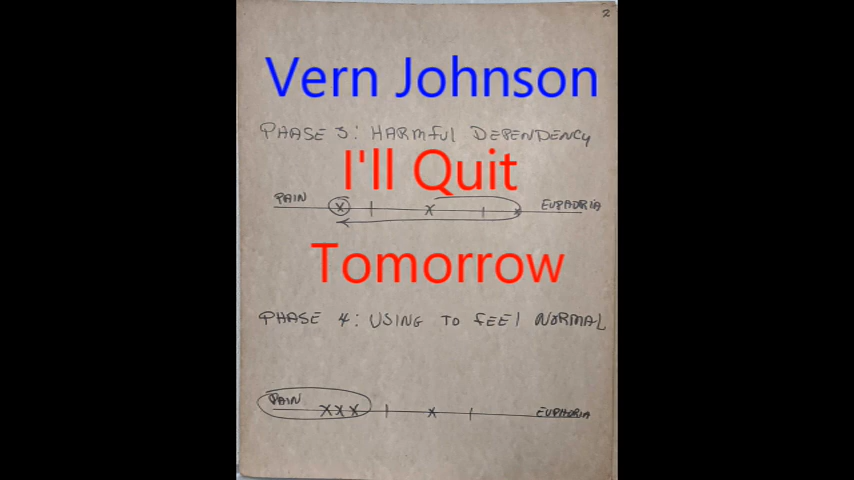 2
Vern Johnson
PHASE 3: HARMFUL DEPENDENCY
I'll Quit
PAIN X | X | X EUPHORIA
Tomorrow
PHASE 4: USING TO FEEL NORMAL
PAIN XXX | X | EUPHORIA